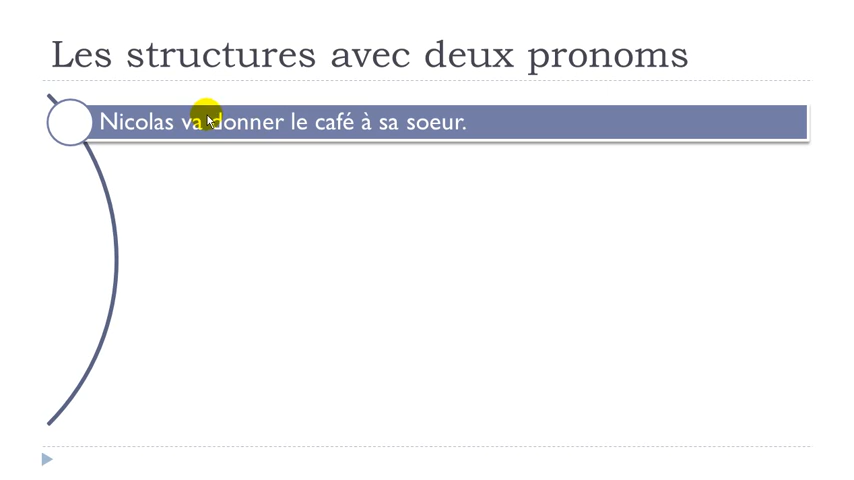 Les structures avec deux pronoms
Nicolas va donner le café à sa soeur.